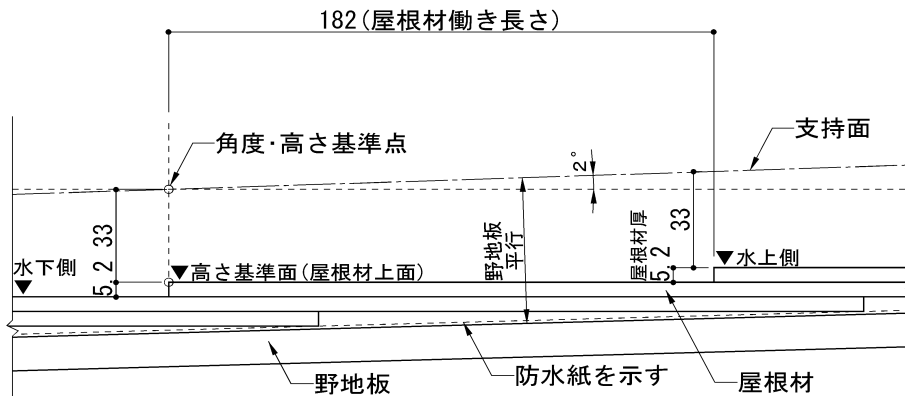 182(屋根材働き長さ)
角度・高さ基準点
支持面
2°
33
5.2
水下側
高さ基準面(屋根材上面)
野地板
平行
屋根材厚
5.2
33
水上側
野地板
防水紙を示す
屋根材